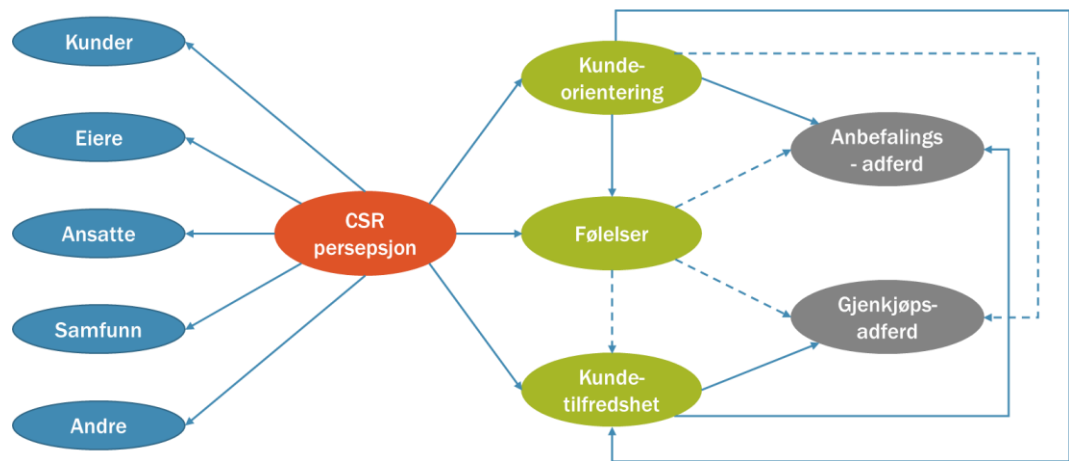 Kunder
Eiere
Ansatte
Samfunn
Andre
CSR
persepsjon
Kunde-
orientering
Følelser
Kunde-
tilfredshet
Anbefalings
- adferd
Gjenkjøps-
adferd